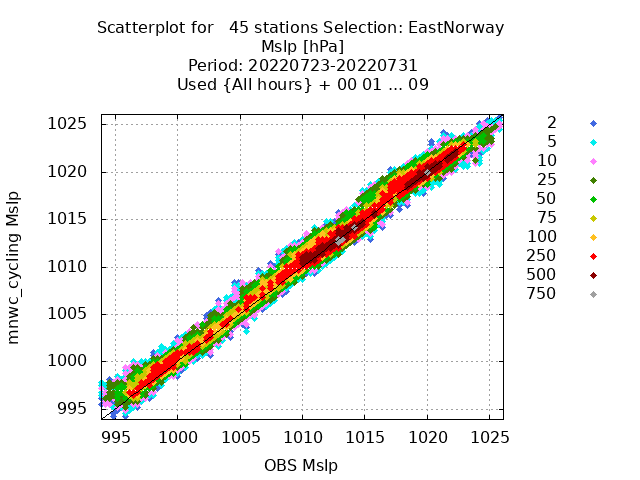 Scatterplot for 45 stations Selection: EastNorway
Mslp [hPa]
Period: 20220723-20220731
Used {All hours} + 00 01 ... 09
1025
1020
1015
1010
1005
1000
995
mnwc_cycling Mslp
995 1000 1005 1010 1015 1020 1025
OBS Mslp
2
5
10
25
50
75
100
250
500
750